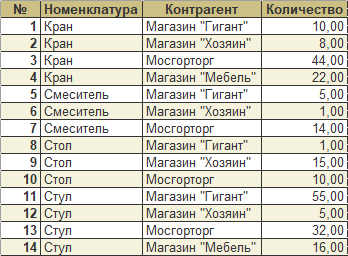 № Номенклатура Контрагент Количество
1 Кран Магазин "Гигант" 10,00
2 Кран Магазин "Хозяин" 8,00
3 Кран Мосгорторг 44,00
4 Кран Магазин "Мебель" 22,00
5 Смеситель Магазин "Гигант" 5,00
6 Смеситель Магазин "Хозяин" 1,00
7 Смеситель Мосгорторг 14,00
8 Стол Магазин "Гигант" 1,00
9 Стол Магазин "Хозяин" 15,00
10 Стол Мосгорторг 10,00
11 Стул Магазин "Гигант" 55,00
12 Стул Магазин "Хозяин" 5,00
13 Стул Мосгорторг 32,00
14 Стул Магазин "Мебель" 16,00